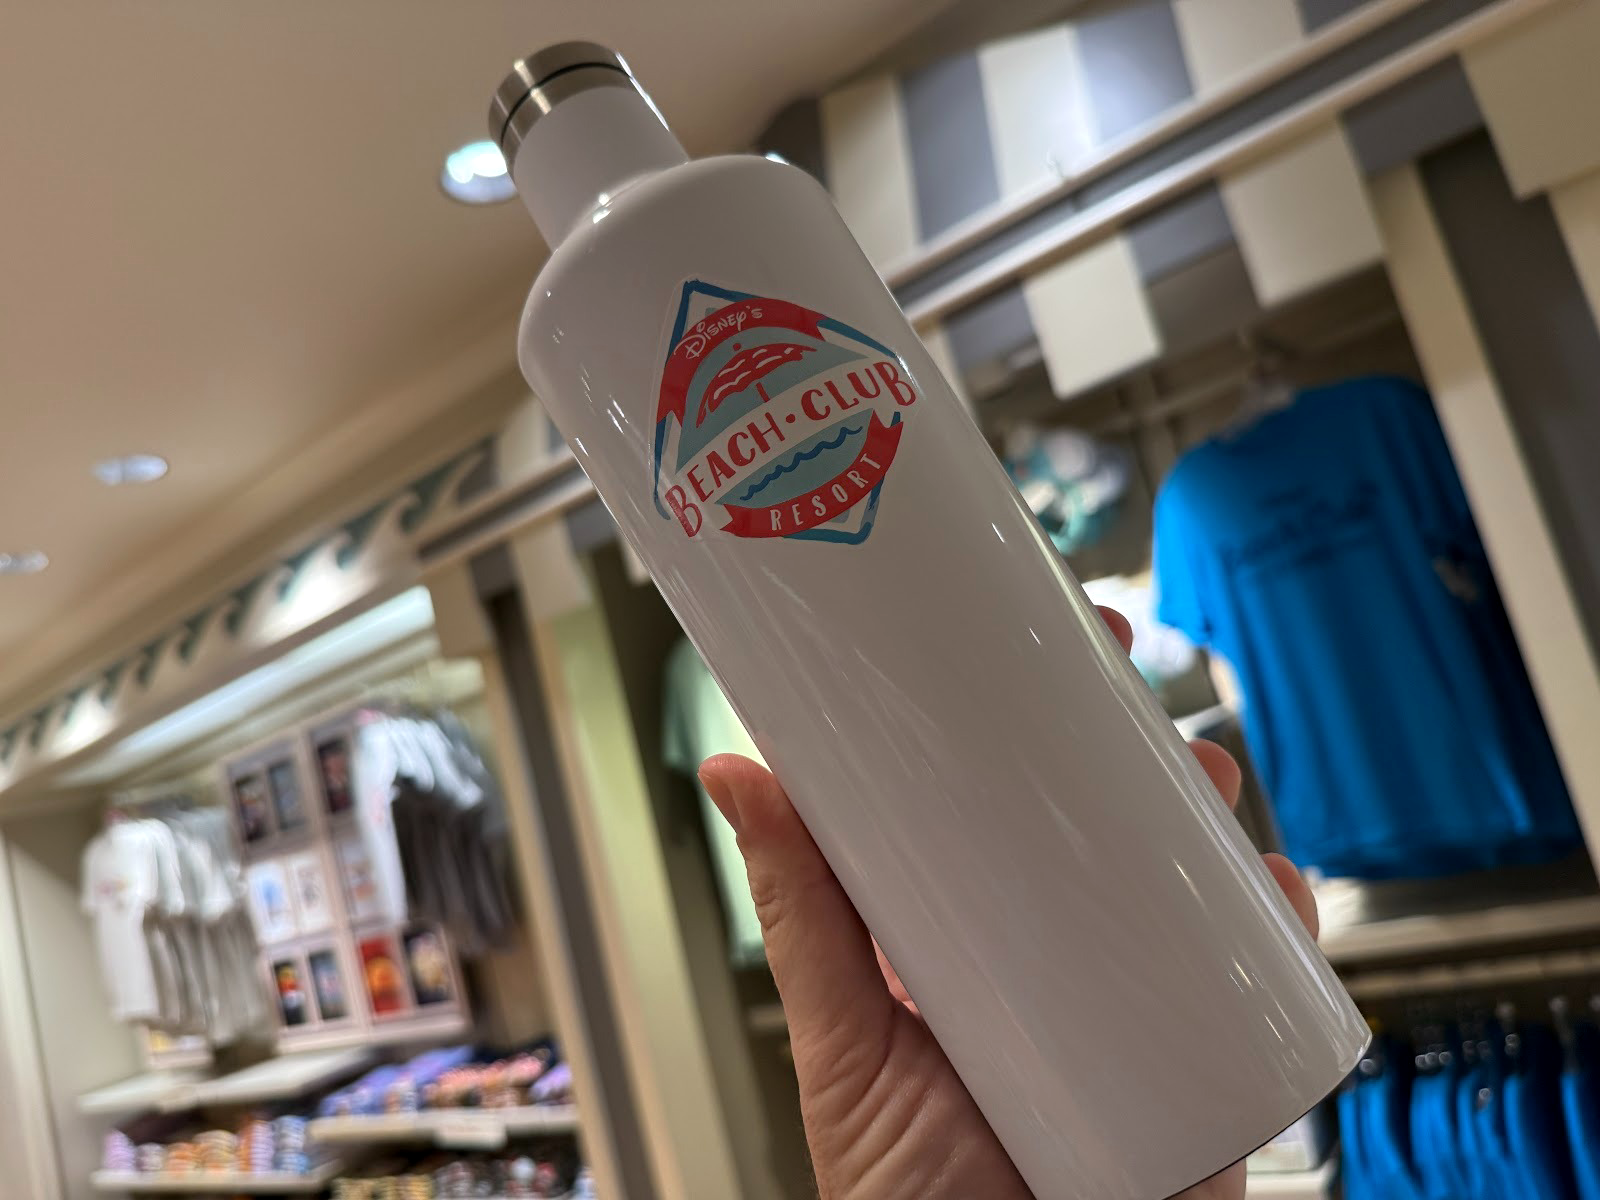 Disney's
BEACH • CLUB
RESORT